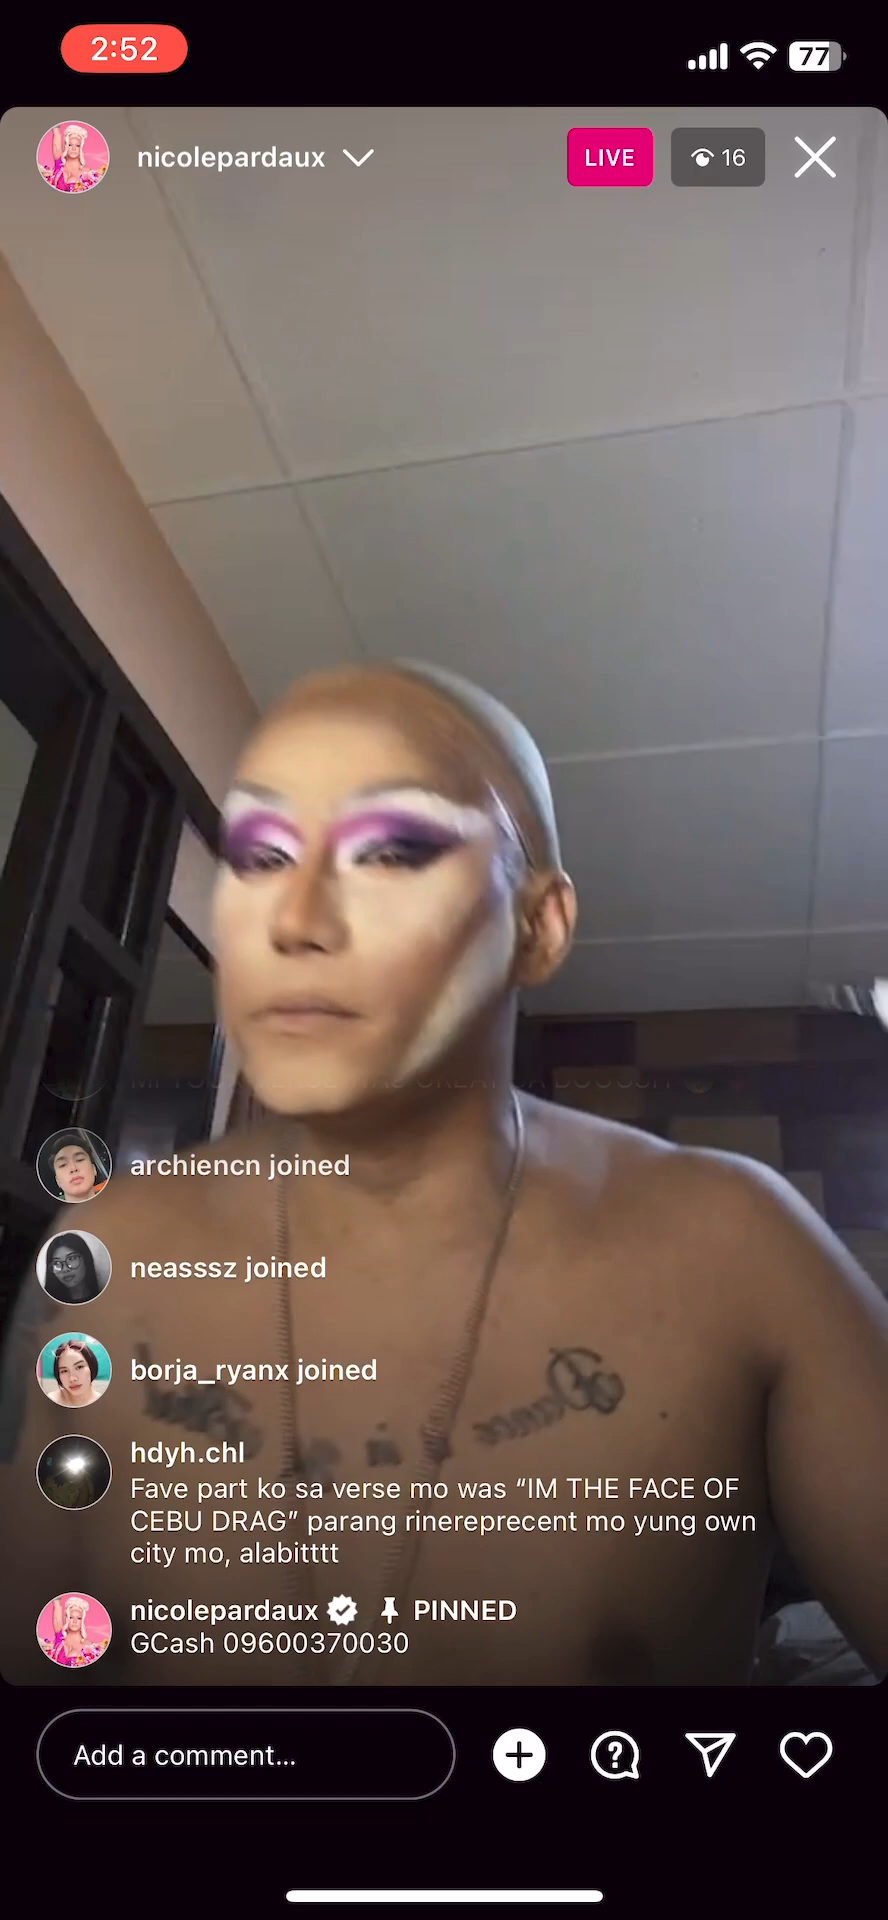 2:52
77
nicolepardaux
LIVE
16
archiencn joined
neasssz joined
borja_ryanx joined
hdyh.chl
Fave part ko sa verse mo was “IM THE FACE OF
CEBU DRAG” parang rinereprecent mo yung own
city mo, alabitttt
nicolepardaux PINNED
GCash 09600370030
Add a comment...